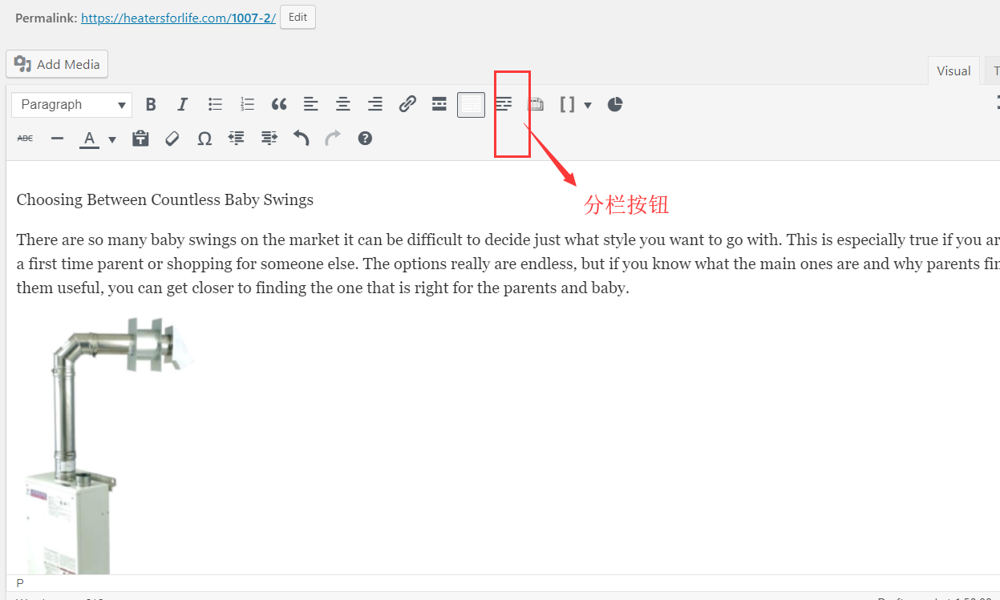 Permalink: https://heatersforlife.com/1007-2/ Edit
Add Media
Visual
Paragraph
B I
ABC A Ω
分栏按钮
Choosing Between Countless Baby Swings
There are so many baby swings on the market it can be difficult to decide just what style you want to go with. This is especially true if you ar
a first time parent or shopping for someone else. The options really are endless, but if you know what the main ones are and why parents fin
them useful, you can get closer to finding the one that is right for the parents and baby.
P